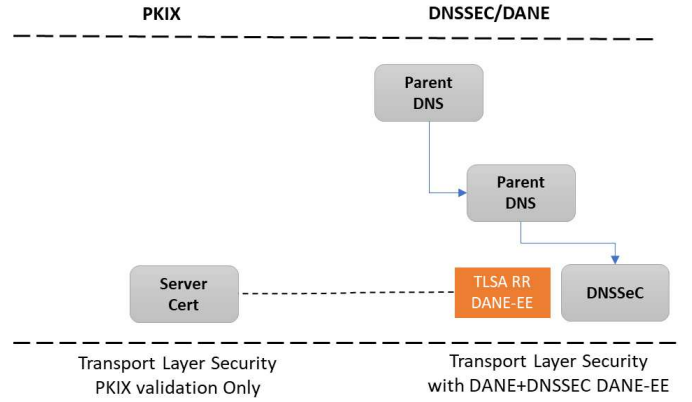 PKIX
DNSSEC/DANE
Parent
DNS
Parent
DNS
Server
Cert
TLSA RR
DANE-EE
DNSSeC
Transport Layer Security
PKIX validation Only
Transport Layer Security
with DANE+DNSSEC DANE-EE